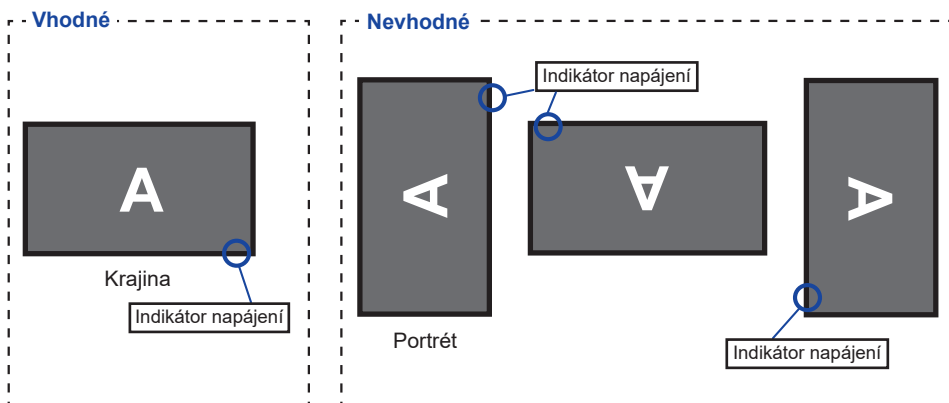 Vhodné
A
Krajina
Indikátor napájení
Nevhodné
Indikátor napájení
A
A
A
Portrét
Indikátor napájení